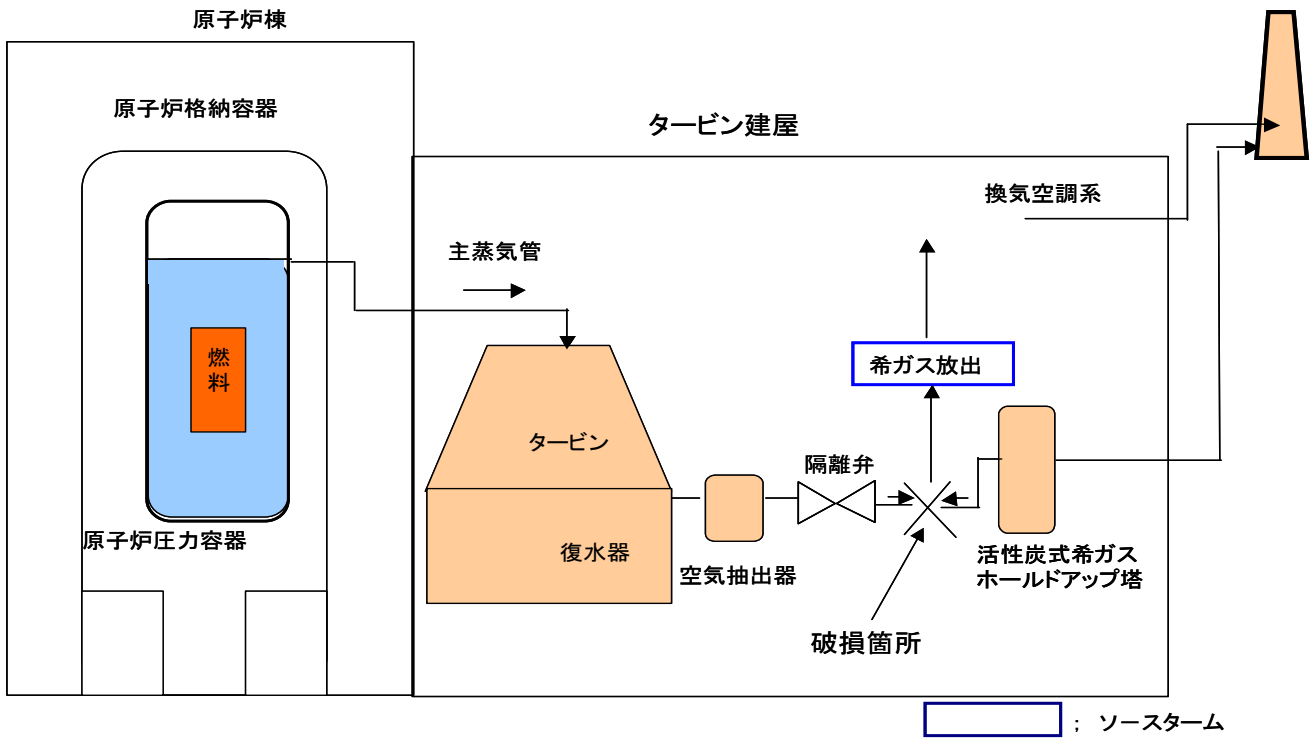 原子炉棟
原子炉格納容器
タービン建屋
換気空調系
主蒸気管
燃
料
希ガス放出
タービン
隔離弁
復水器
原子炉圧力容器
空気抽出器
活性炭式希ガス
ホールドアップ塔
破損箇所
; ソースターム